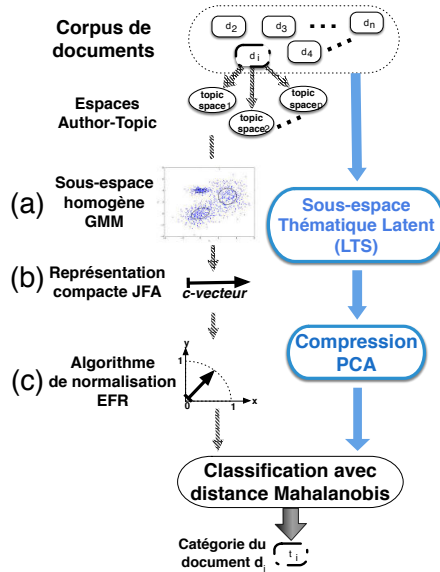 Corpus de
documents
d2 d3 dn
di d4
Espaces
Author-Topic
topic
space1
topic
space2
topic
spacep
(a)
Sous-espace
homogène
GMM
Sous-espace
Thématique Latent
(LTS)
(b)
Représentation
compacte JFA
c-vecteur
Compression
PCA
(c)
Algorithme
de normalisation
EFR
y
1
0
1
x
Classification avec
distance Mahalanobis
Catégorie du
document di
ti